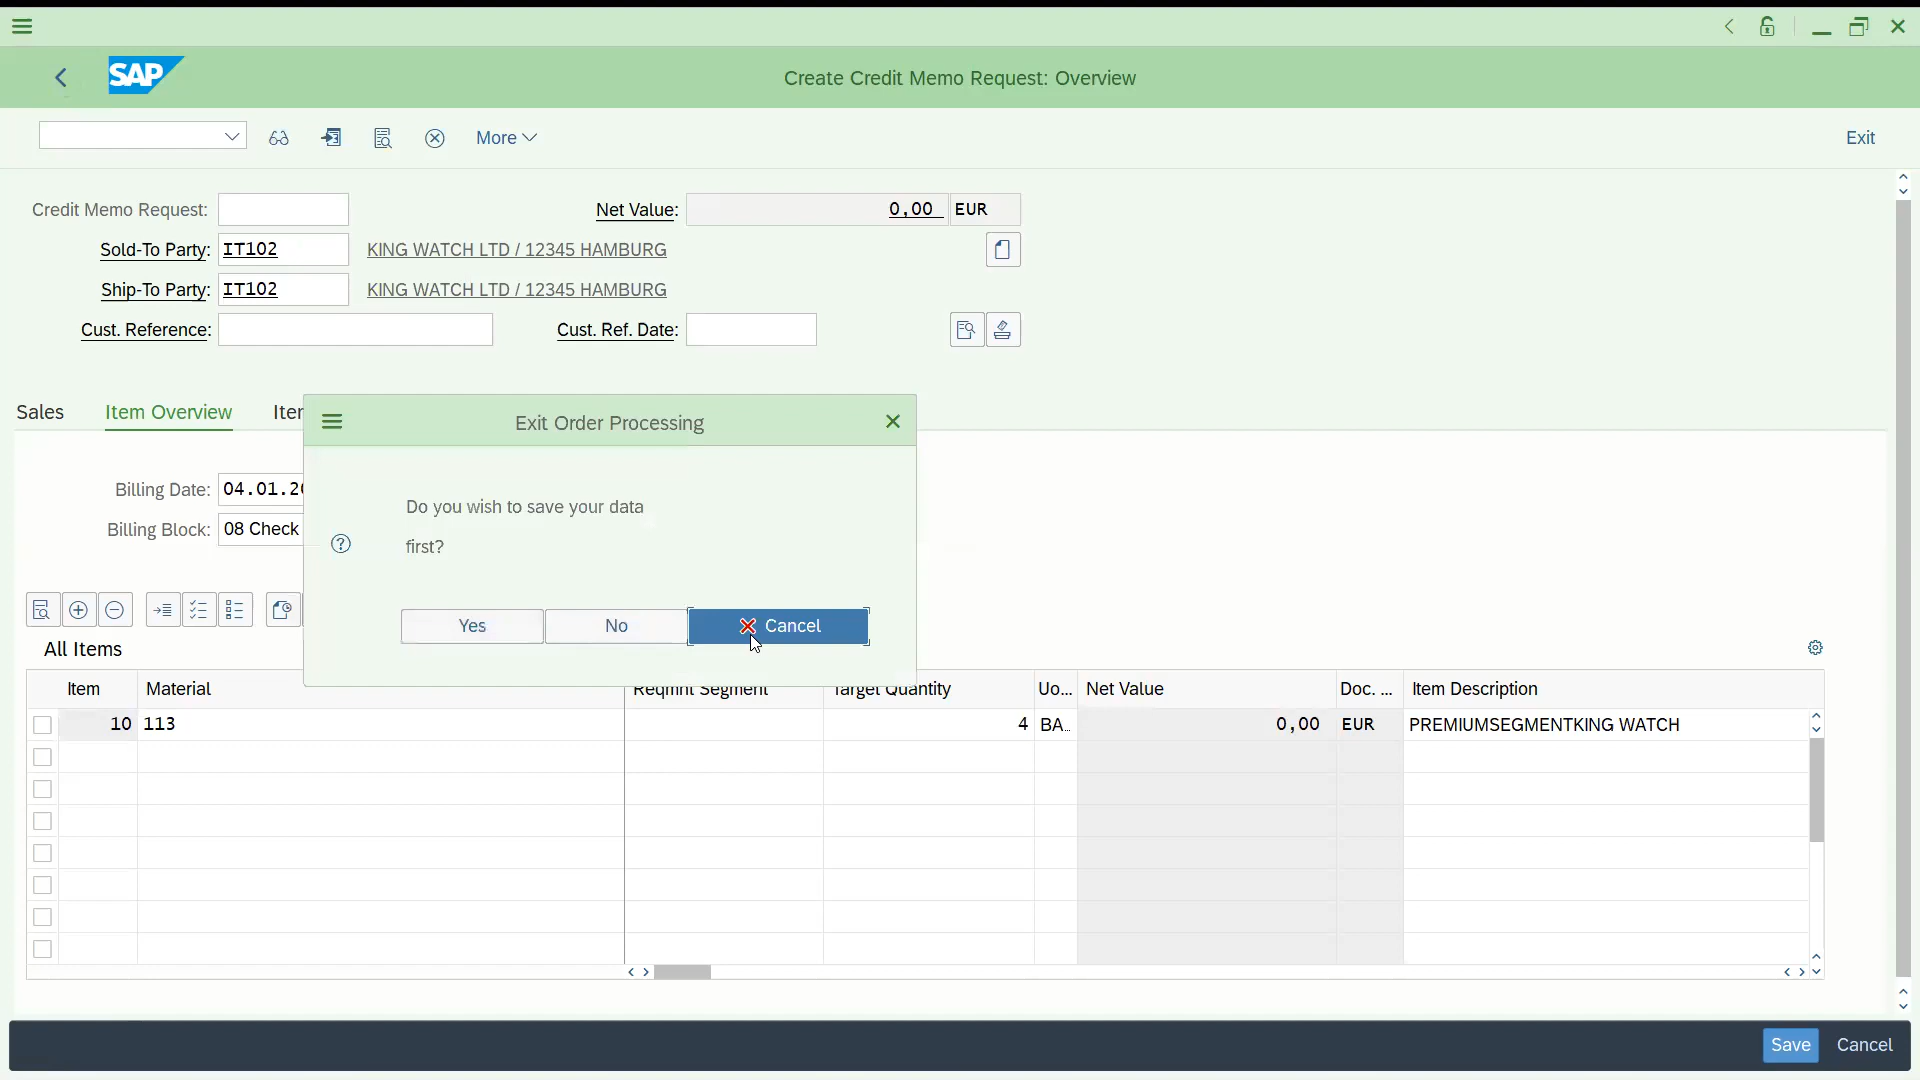 SAP
Create Credit Memo Request: Overview
More
Exit
Credit Memo Request:
Net Value:
0,00
EUR
Sold-To Party:
IT102
KING WATCH LTD / 12345 HAMBURG
Ship-To Party:
IT102
KING WATCH LTD / 12345 HAMBURG
Cust. Reference:
Cust. Ref. Date:
Sales
Item Overview
Exit Order Processing
Billing Date:
04.01.20
Billing Block:
08 Check
Do you wish to save your data
first?
Yes
No
Cancel
All Items
Item
Material
Reqmnt Segment
Target Quantity
Uo...
Net Value
Doc. ...
Item Description
10
113
4
BA..
0,00
EUR
PREMIUMSEGMENTKING WATCH
Save
Cancel